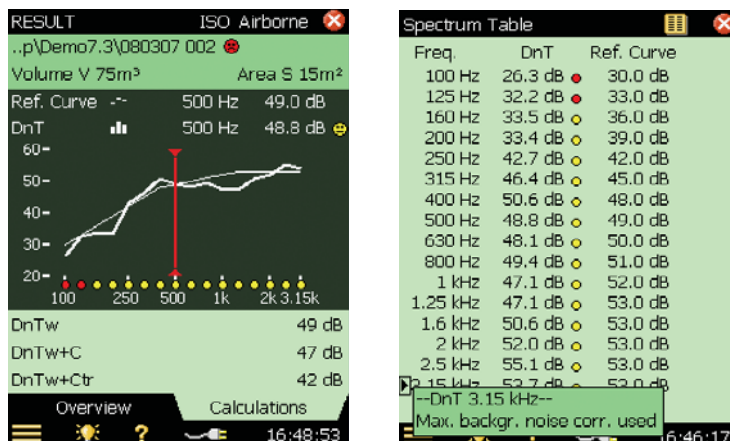 RESULT ISO Airborne
..p\Demo7.3\080307 002
Volume V 75m³ Area S 15m²
Ref. Curve 500 Hz 49.0 dB
DnT 500 Hz 48.8 dB
60
50
40
30
20
100 250 500 1k 2k 3.15k
DnTw 49 dB
DnTw+C 47 dB
DnTw+Ctr 42 dB
Overview Calculations
? 16:48:53
Spectrum Table
Freq. DnT Ref. Curve
100 Hz 26.3 dB 30.0 dB
125 Hz 32.2 dB 33.0 dB
160 Hz 33.5 dB 36.0 dB
200 Hz 33.4 dB 39.0 dB
250 Hz 42.7 dB 42.0 dB
315 Hz 46.4 dB 45.0 dB
400 Hz 50.6 dB 48.0 dB
500 Hz 48.8 dB 49.0 dB
630 Hz 48.1 dB 50.0 dB
800 Hz 49.4 dB 51.0 dB
1 kHz 47.1 dB 52.0 dB
1.25 kHz 47.1 dB 53.0 dB
1.6 kHz 50.6 dB 53.0 dB
2 kHz 52.0 dB 53.0 dB
2.5 kHz 55.1 dB 53.0 dB
3.15 kHz 53.7 dB 53.0 dB
--DnT 3.15 kHz--
Max. backgr. noise corr. used
6:46:17